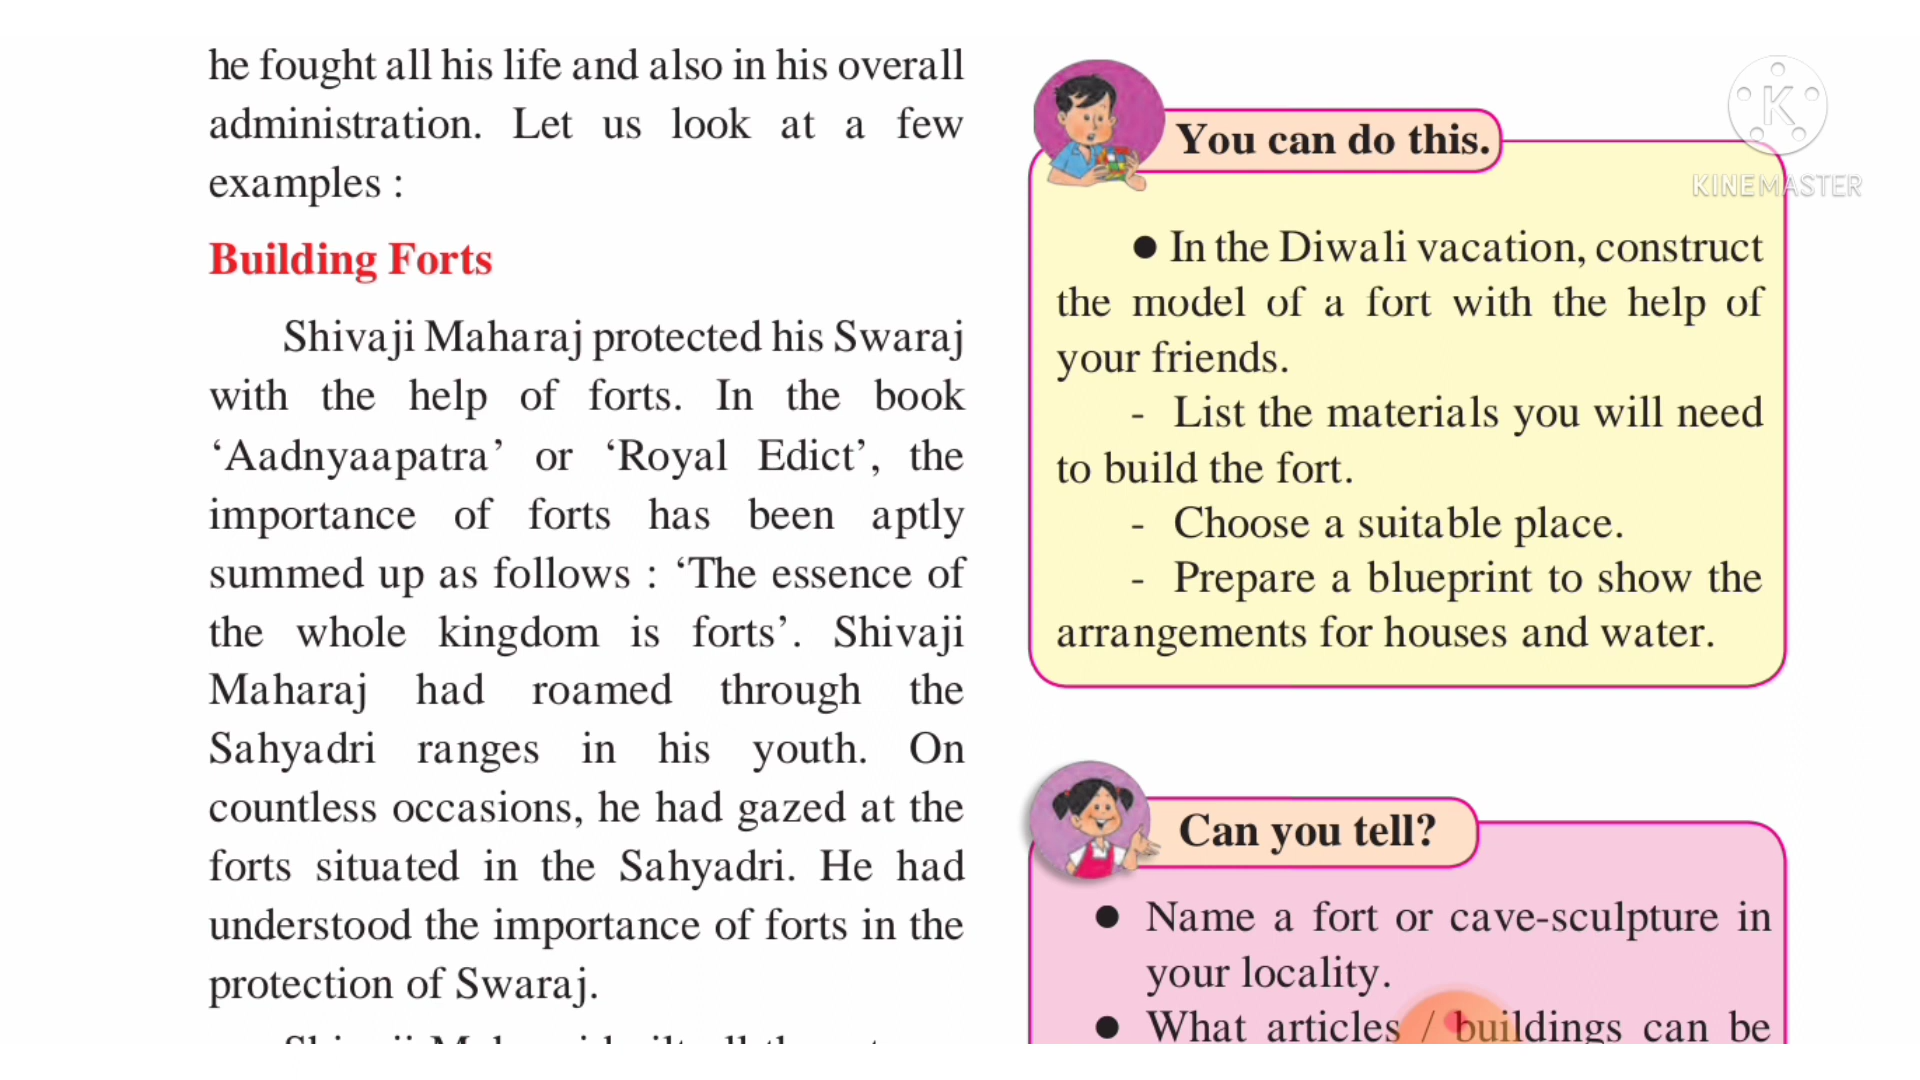 he fought all his life and also in his overall
administration. Let us look at a few
examples :
Building Forts
Shivaji Maharaj protected his Swaraj
with the help of forts. In the book
‘Aadnyaapatra’ or ‘Royal Edict’, the
importance of forts has been aptly
summed up as follows : ‘The essence of
the whole kingdom is forts’. Shivaji
Maharaj had roamed through the
Sahyadri ranges in his youth. On
countless occasions, he had gazed at the
forts situated in the Sahyadri. He had
understood the importance of forts in the
protection of Swaraj.
You can do this.
● In the Diwali vacation, construct
the model of a fort with the help of
your friends.
- List the materials you will need
to build the fort.
- Choose a suitable place.
- Prepare a blueprint to show the
arrangements for houses and water.
Can you tell?
● Name a fort or cave-sculpture in
your locality.
● What articles / buildings can be
K
KINEMASTER